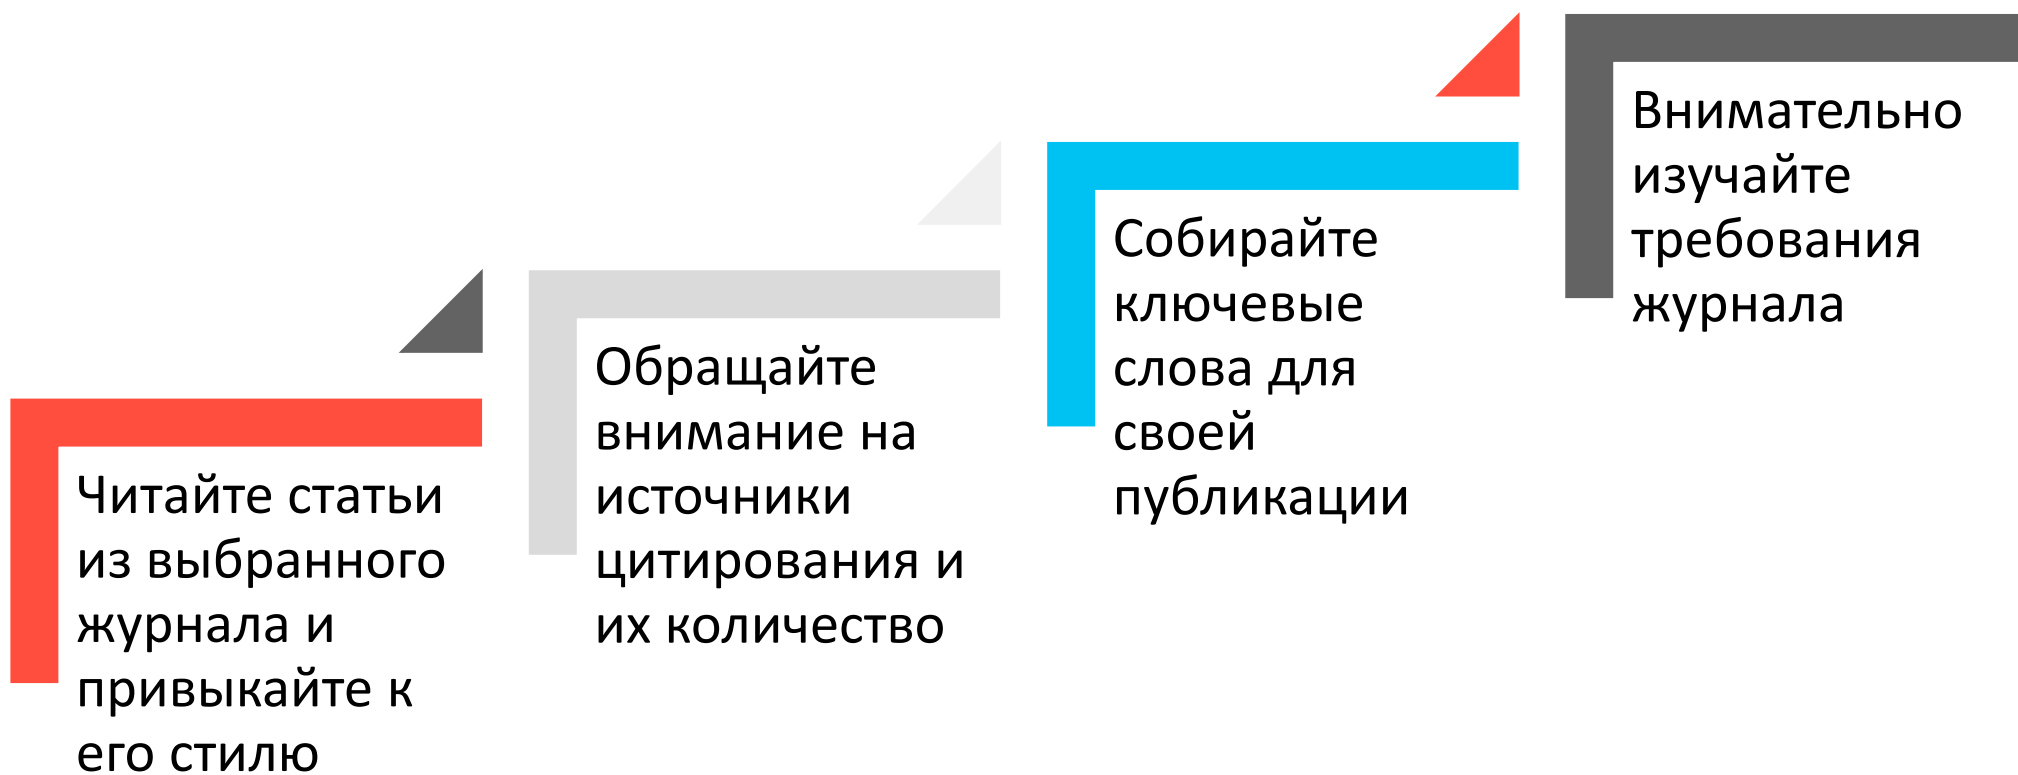 Читайте статьи
из выбранного
журнала и
привыкайте к
его стилю
Обращайте
внимание на
источники
цитирования и
их количество
Собирайте
ключевые
слова для
своей
публикации
Внимательно
изучайте
требования
журнала